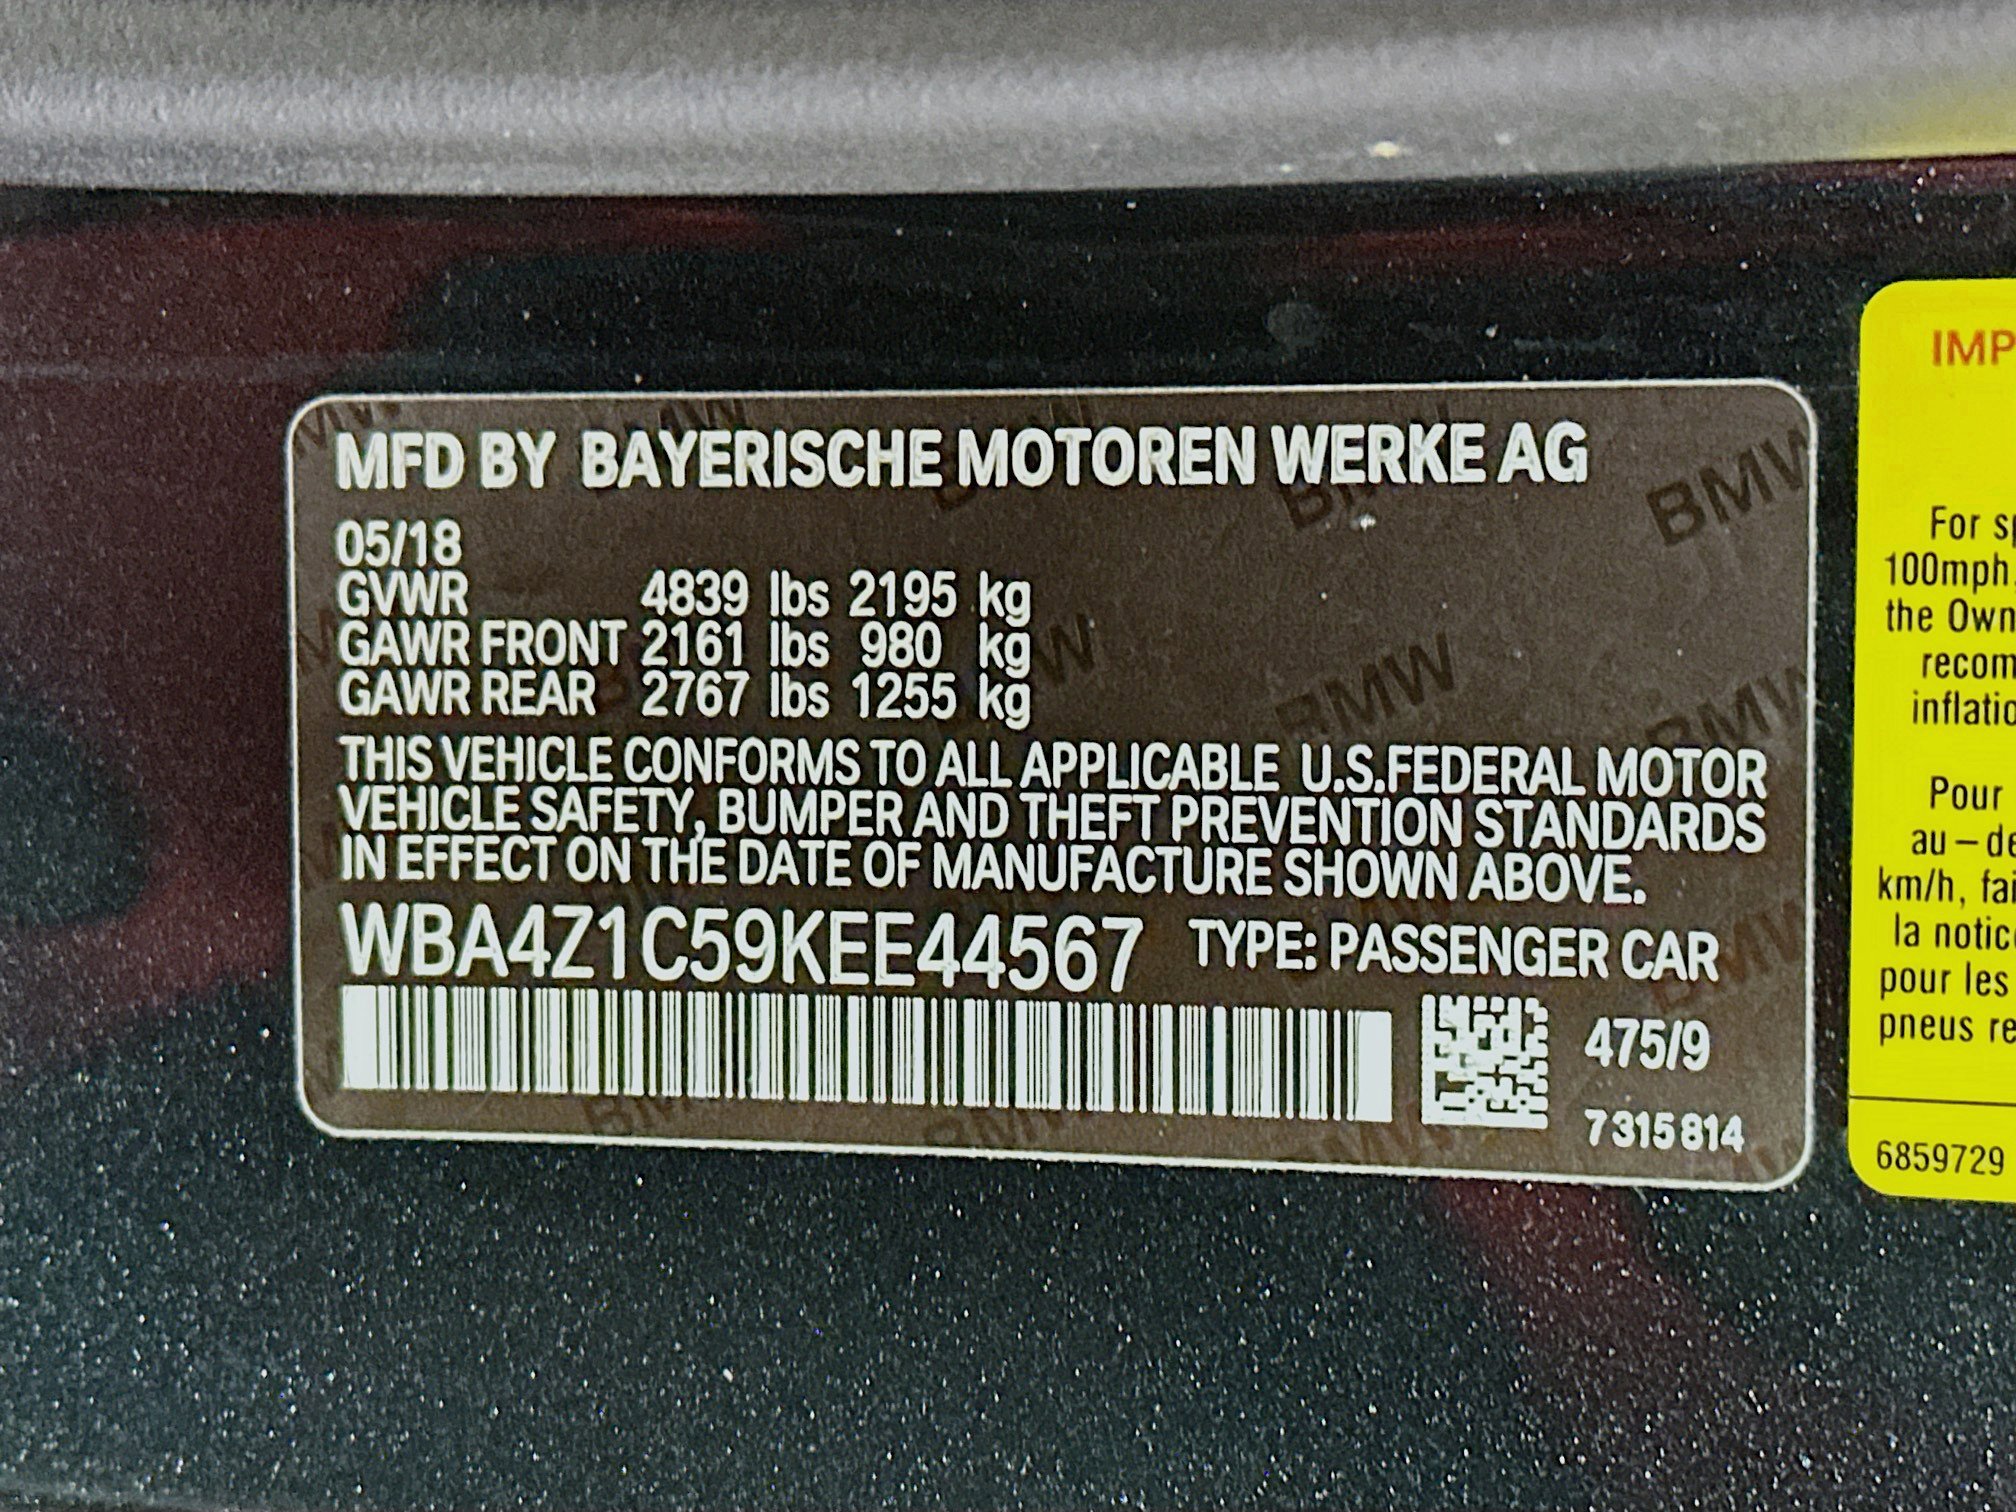 MFD BY BAYERISCHE MOTOREN WERKE AG
05/18
GVWR 4839 lbs 2195 kg
GAWR FRONT 2161 lbs 980 kg
GAWR REAR 2767 lbs 1255 kg
THIS VEHICLE CONFORMS TO ALL APPLICABLE U.S.FEDERAL MOTOR
VEHICLE SAFETY, BUMPER AND THEFT PREVENTION STANDARDS
IN EFFECT ON THE DATE OF MANUFACTURE SHOWN ABOVE.
WBA4Z1C59KEE44567 TYPE: PASSENGER CAR
475/9
7315814
IMP
For sp
100mph.
the Own
recom
inflatio
Pour
au-de
km/h, fai
la notic
pour les
pneus re
6859729